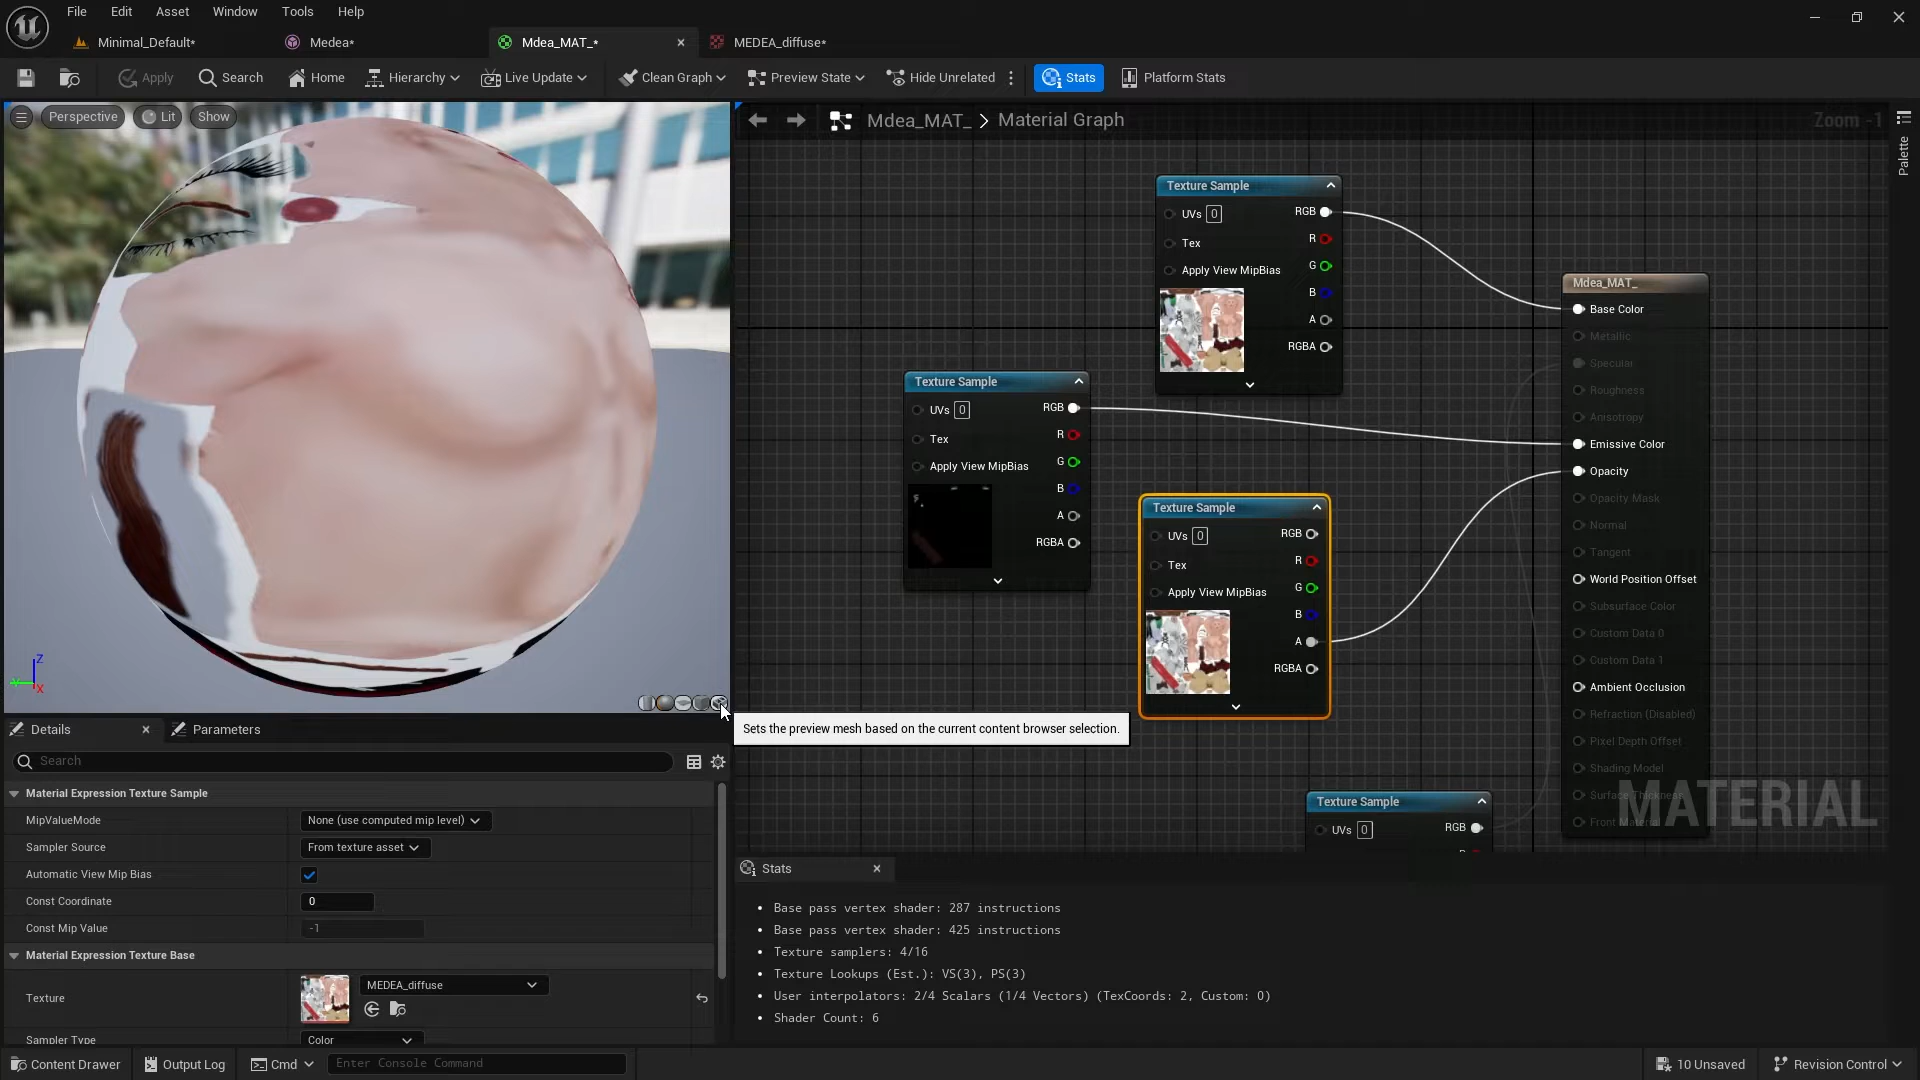 File Edit Asset Window Tools Help
Minimal_Default* Medea* Mdea_MAT_* MEDEA_diffuse*
Apply Search Home Hierarchy Live Update Clean Graph Preview State Hide Unrelated Stats Platform Stats
Perspective Lit Show
Mdea_MAT_ > Material Graph Zoom -1
Palette
Texture Sample
UVs 0 RGB
R
Tex
G
Apply View MipBias
B
A
RGBA
Texture Sample
UVs 0 RGB
R
Tex
G
Apply View MipBias
B
A
RGBA
Texture Sample
UVs 0 RGB
R
Tex
G
Apply View MipBias
B
A
RGBA
Texture Sample
UVs 0 RGB
Mdea_MAT_
Base Color
Metallic
Specular
Roughness
Anisotropy
Emissive Color
Opacity
Opacity Mask
Normal
Tangent
World Position Offset
Subsurface Color
Custom Data 0
Custom Data 1
Ambient Occlusion
Refraction (Disabled)
Pixel Depth Offset
Shading Model
Surface Thickness
Front Material
MATERIAL
Z
Y
X
Sets the preview mesh based on the current content browser selection.
Details Parameters
Search
Material Expression Texture Sample
MipValueMode None (use computed mip level)
Sampler Source From texture asset
Automatic View Mip Bias
Const Coordinate 0
Const Mip Value -1
Material Expression Texture Base
Texture MEDEA_diffuse
Sampler Type Color
Stats
• Base pass vertex shader: 287 instructions
• Base pass vertex shader: 425 instructions
• Texture samplers: 4/16
• Texture Lookups (Est.): VS(3), PS(3)
• User interpolators: 2/4 Scalars (1/4 Vectors) (TexCoords: 2, Custom: 0)
• Shader Count: 6
Content Drawer Output Log Cmd Enter Console Command 10 Unsaved Revision Control